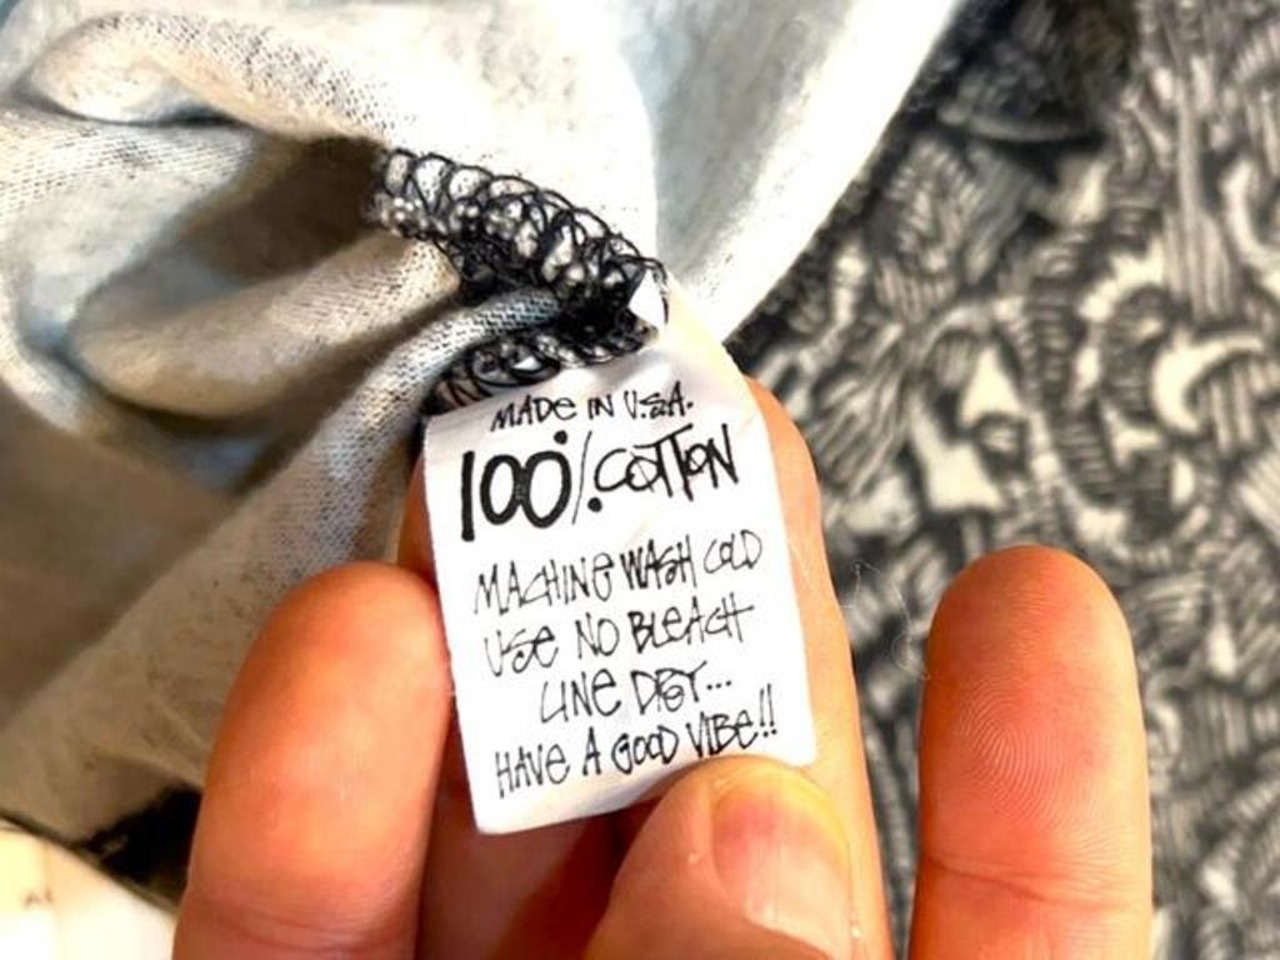 MADE IN U.S.A.
100% COTTON
MACHINE WASH COLD
USE NO BLEACH
LINE DRY...
HAVE A GOOD VIBE!!